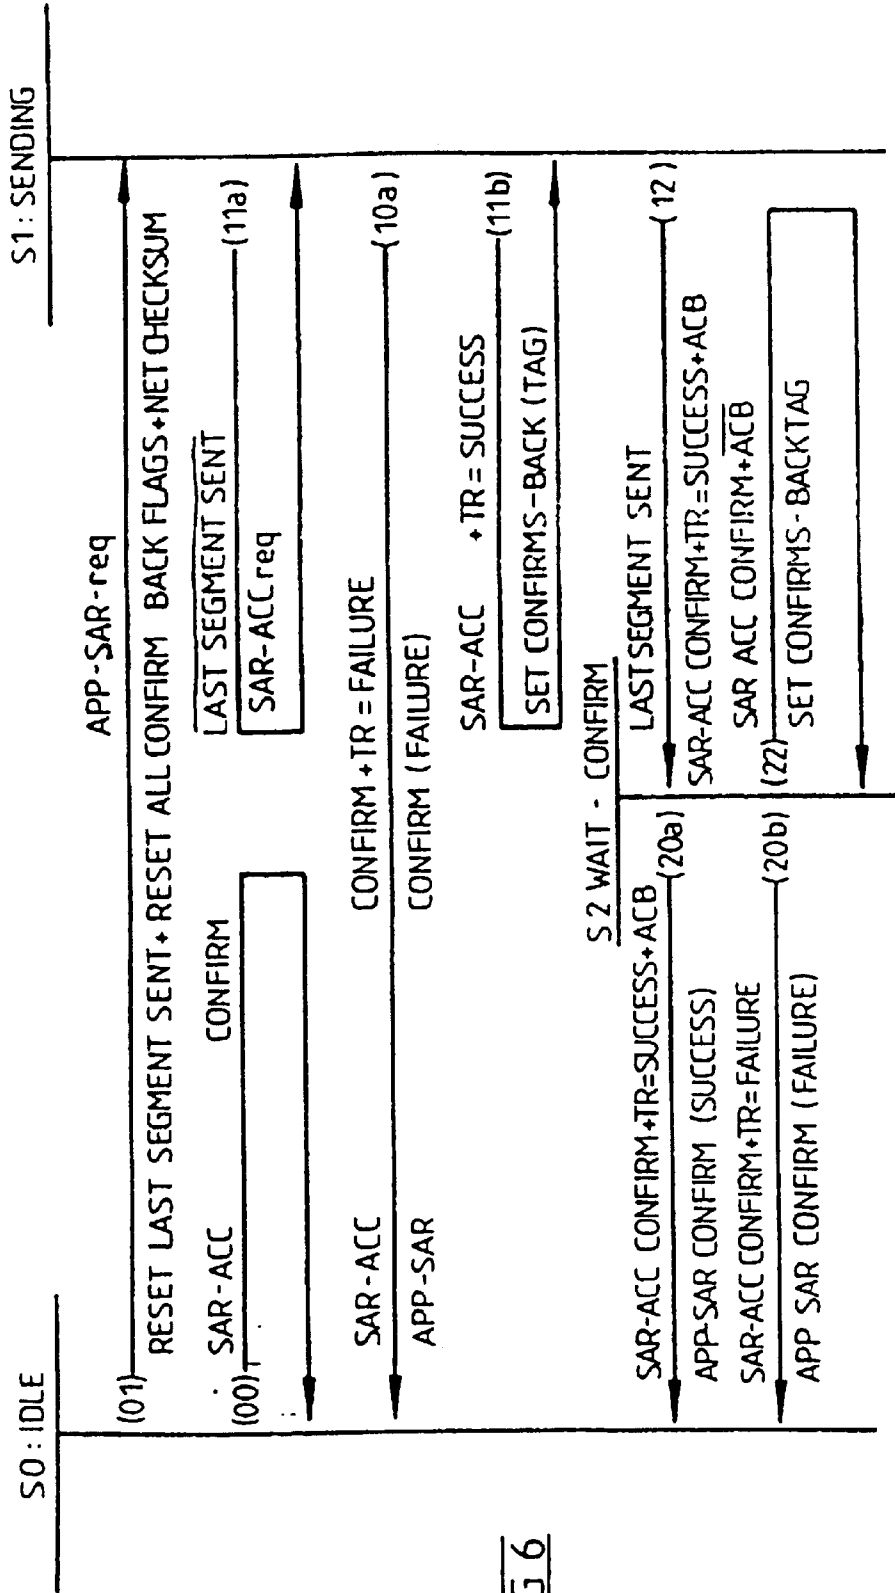 S0 : IDLE
S1 : SENDING
(01)
APP-SAR-req
RESET LAST SEGMENT SENT + RESET ALL CONFIRM BACK FLAGS + NET CHECKSUM
(00)
SAR-ACC CONFIRM
LAST SEGMENT SENT
(11a)
SAR-ACC req
SAR-ACC CONFIRM + TR = FAILURE
(10a)
APP-SAR CONFIRM (FAILURE)
SAR-ACC + TR = SUCCESS
(11b)
SET CONFIRMS-BACK (TAG)
S2 WAIT - CONFIRM
SAR-ACC CONFIRM+TR=SUCCESS+ACB
(20a)
APP-SAR CONFIRM (SUCCESS)
LAST SEGMENT SENT
(12)
SAR-ACC CONFIRM+TR=SUCCESS+ACB
SAR-ACC CONFIRM+TR=FAILURE
(20b)
APP SAR CONFIRM (FAILURE)
SAR ACC CONFIRM+A̅C̅B̅
(22)
SET CONFIRMS-BACKTAG
6